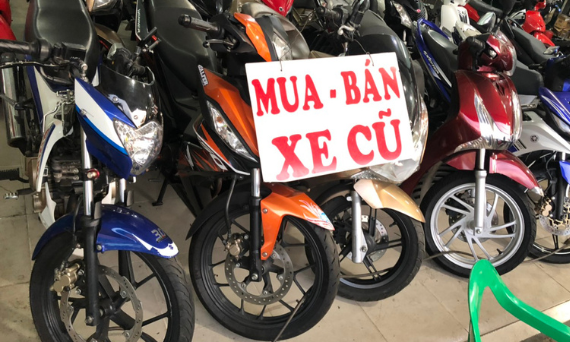 MUA - BÁN
XE CŨ